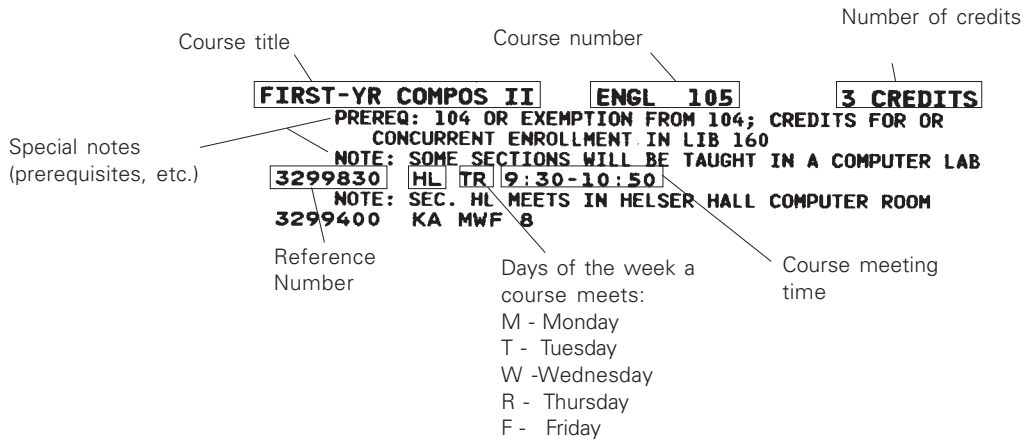 Number of credits
Course title
Course number
FIRST-YR COMPOS II ENGL 105 3 CREDITS
PREREQ: 104 OR EXEMPTION FROM 104; CREDITS FOR OR
CONCURRENT ENROLLMENT IN LIB 160
Special notes
(prerequisites, etc.)
NOTE: SOME SECTIONS WILL BE TAUGHT IN A COMPUTER LAB
3299830 HL TR 9:30-10:50
NOTE: SEC. HL MEETS IN HELSER HALL COMPUTER ROOM
3299400 KA MWF 8
Reference
Number
Days of the week a
course meets:
M - Monday
T - Tuesday
W -Wednesday
R - Thursday
F - Friday
Course meeting
time